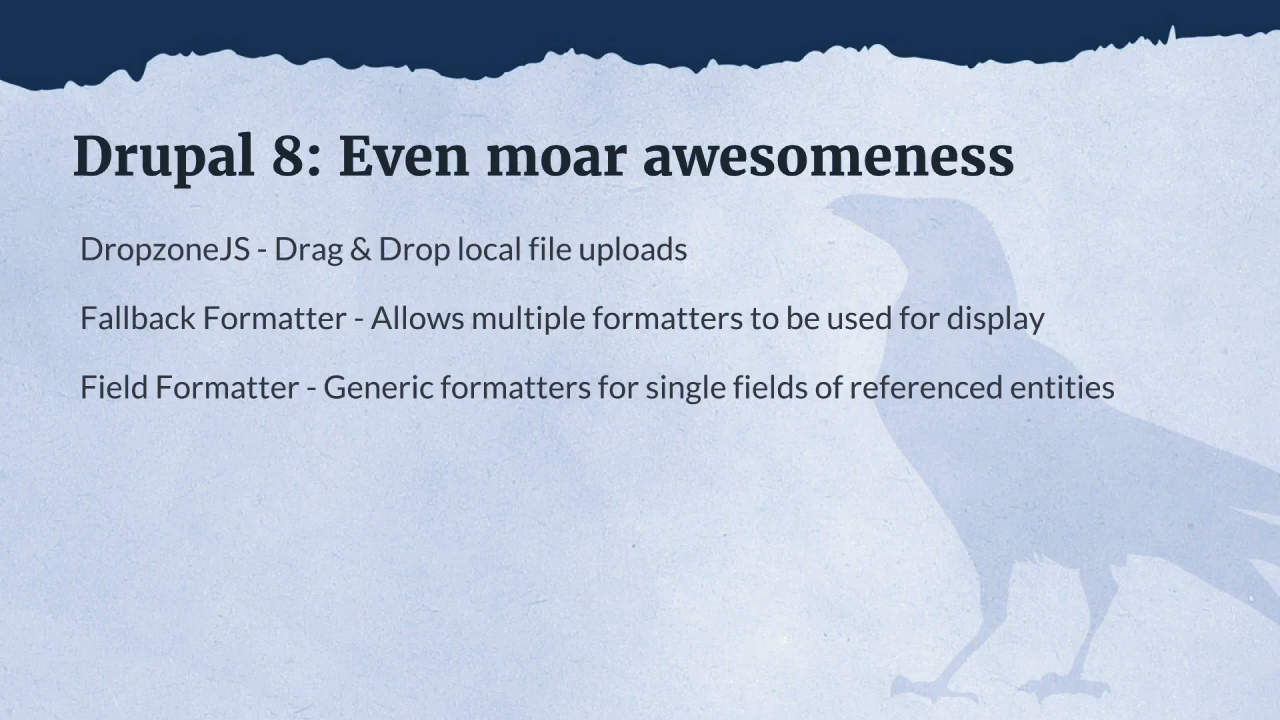 Drupal 8: Even moar awesomeness
DropzoneJS - Drag & Drop local file uploads
Fallback Formatter - Allows multiple formatters to be used for display
Field Formatter - Generic formatters for single fields of referenced entities